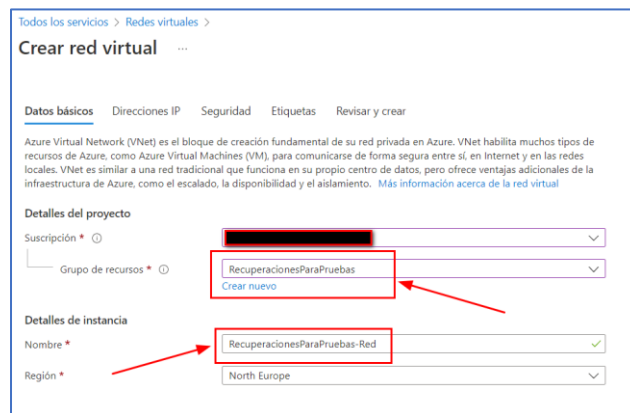 Todos los servicios > Redes virtuales >
Crear red virtual ...
Datos básicos Direcciones IP Seguridad Etiquetas Revisar y crear
Azure Virtual Network (VNet) es el bloque de creación fundamental de su red privada en Azure. VNet habilita muchos tipos de
recursos de Azure, como Azure Virtual Machines (VM), para comunicarse de forma segura entre sí, en Internet y en las redes
locales. VNet es similar a una red tradicional que funciona en su propio centro de datos, pero ofrece ventajas adicionales de la
infraestructura de Azure, como el escalado, la disponibilidad y el aislamiento. Más información acerca de la red virtual
Detalles del proyecto
Suscripción *
Grupo de recursos * RecuperacionesParaPruebas
Crear nuevo
Detalles de instancia
Nombre * RecuperacionesParaPruebas-Red
Región * North Europe